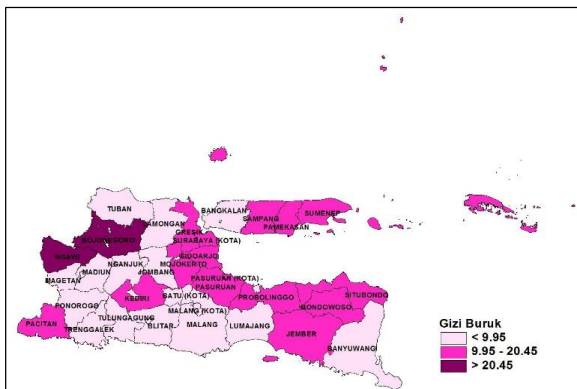 TUBAN
LAMONGAN
BANGKALAN
SAMPANG
PAMEKASAN
SUMENEP
GRESIK
SURABAYA (KOTA)
BOJONEGORO
SIDOARJO
NGAWI
NGANJUK
JOMBANG
MOJOKERTO
MADIUN
MAGETAN
PASURUAN (KOTA) -
PASURUAN
PROBOLINGGO
SITUBONDO
BONDOWOSO
KEDIRI
BATU (KOTA)
PONOROGO
MALANG (KOTA)
PACITAN
TULUNGAGUNG
TRENGGALEK
BLITAR
MALANG
LUMAJANG
JEMBER
BANYUWANGI
Gizi Buruk
< 9.95
9.95 - 20.45
> 20.45